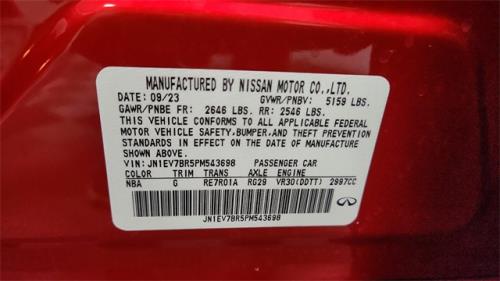 MANUFACTURED BY NISSAN MOTOR CO.,LTD.
DATE: 09/23 GVWR/PNBV: 5159 LBS.
GAWR/PNBE FR: 2646 LBS. RR: 2546 LBS.
THIS VEHICLE CONFORMS TO ALL APPLICABLE FEDERAL
MOTOR VEHICLE SAFETY, BUMPER, AND THEFT PREVENTION
STANDARDS IN EFFECT ON THE DATE OF MANUFACTURE
SHOWN ABOVE.
VIN: JN1EV7BR5PM543698 PASSENGER CAR
COLOR TRIM TRANS AXLE ENGINE
NBA G RE7R01A RG29 VR30(DDTT) 2997CC
JN1EV7BR5PM543698